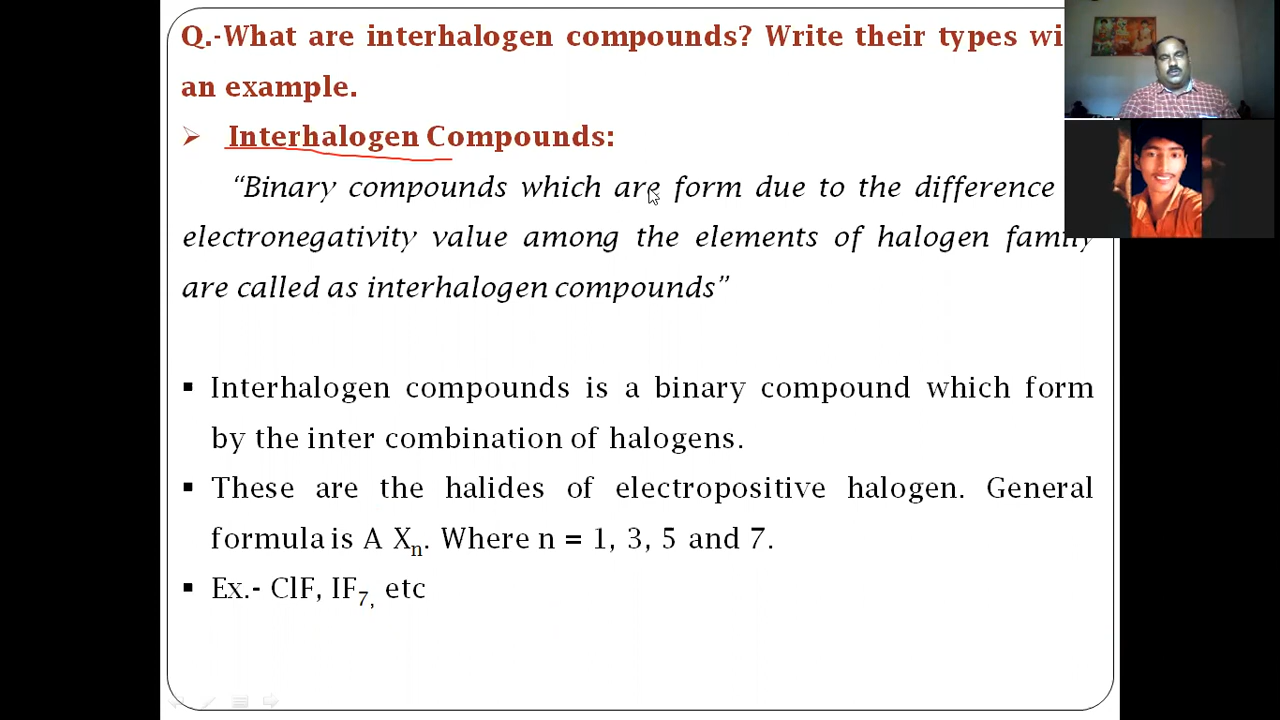 Q.-What are interhalogen compounds? Write their types wi
an example.
➢ Interhalogen Compounds:
“Binary compounds which are form due to the difference
electronegativity value among the elements of halogen family
are called as interhalogen compounds”
▪ Interhalogen compounds is a binary compound which form
by the inter combination of halogens.
▪ These are the halides of electropositive halogen. General
formula is A Xₙ. Where n = 1, 3, 5 and 7.
▪ Ex.- ClF, IF₇, etc